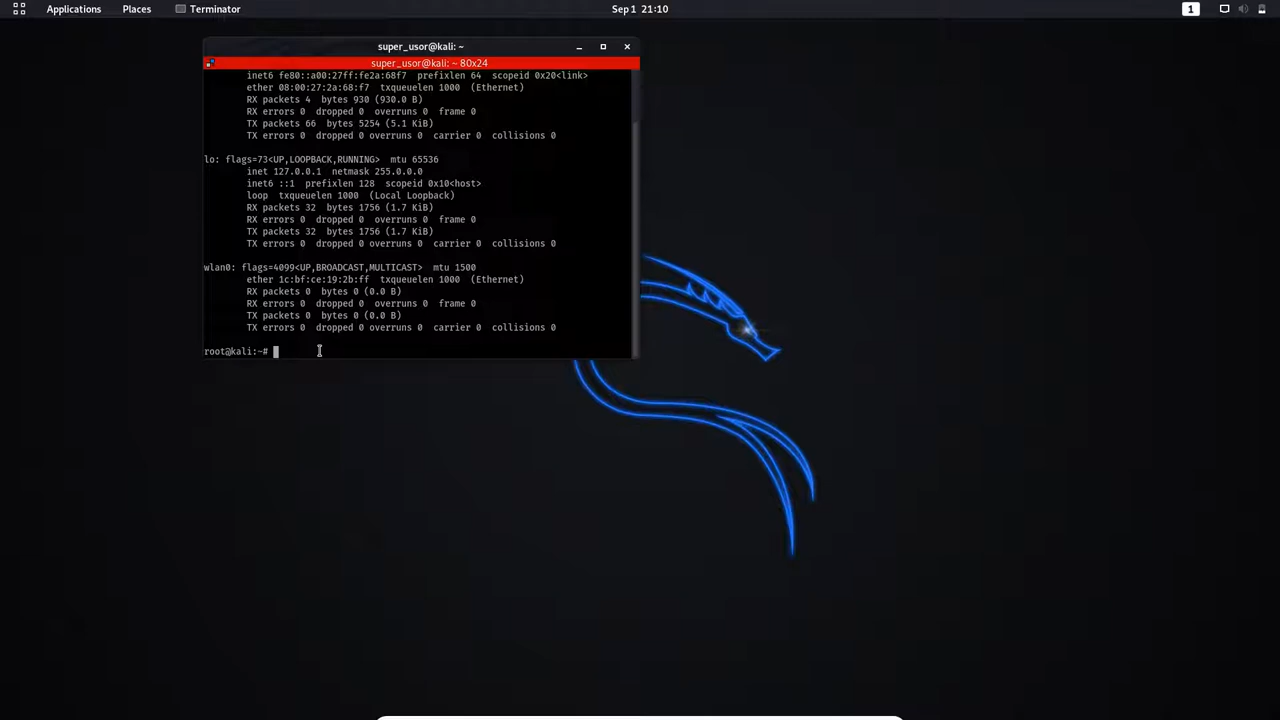 Applications Places Terminator Sep 1 21:10 1
super_usor@kali: ~
super_usor@kali: ~ 80x24
inet6 fe80::a00:27ff:fe2a:68f7 prefixlen 64 scopeid 0x20<link>
ether 08:00:27:2a:68:f7 txqueuelen 1000 (Ethernet)
RX packets 4 bytes 930 (930.0 B)
RX errors 0 dropped 0 overruns 0 frame 0
TX packets 66 bytes 5254 (5.1 KiB)
TX errors 0 dropped 0 overruns 0 carrier 0 collisions 0
lo: flags=73<UP,LOOPBACK,RUNNING> mtu 65536
inet 127.0.0.1 netmask 255.0.0.0
inet6 ::1 prefixlen 128 scopeid 0x10<host>
loop txqueuelen 1000 (Local Loopback)
RX packets 32 bytes 1756 (1.7 KiB)
RX errors 0 dropped 0 overruns 0 frame 0
TX packets 32 bytes 1756 (1.7 KiB)
TX errors 0 dropped 0 overruns 0 carrier 0 collisions 0
wlan0: flags=4099<UP,BROADCAST,MULTICAST> mtu 1500
ether 1c:bf:ce:19:2b:ff txqueuelen 1000 (Ethernet)
RX packets 0 bytes 0 (0.0 B)
RX errors 0 dropped 0 overruns 0 frame 0
TX packets 0 bytes 0 (0.0 B)
TX errors 0 dropped 0 overruns 0 carrier 0 collisions 0
root@kali:~#